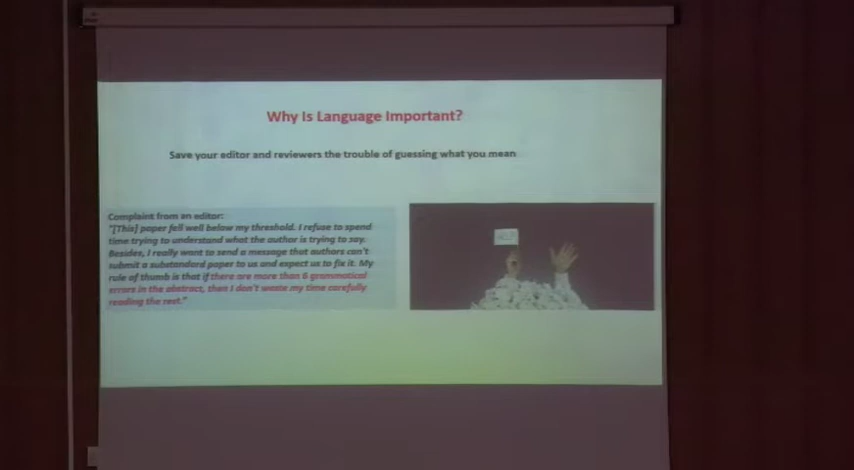 Why Is Language Important?
Save your editor and reviewers the trouble of guessing what you mean
Complaint from an editor:
"[This] paper fell well below my threshold. I refuse to spend
time trying to understand what the author is trying to say.
Besides, I really want to send a message that authors can't
submit a substandard paper to us and expect us to fix it. My
rule of thumb is that if there are more than 6 grammatical
errors in the abstract, then I don't waste my time carefully
reading the rest."